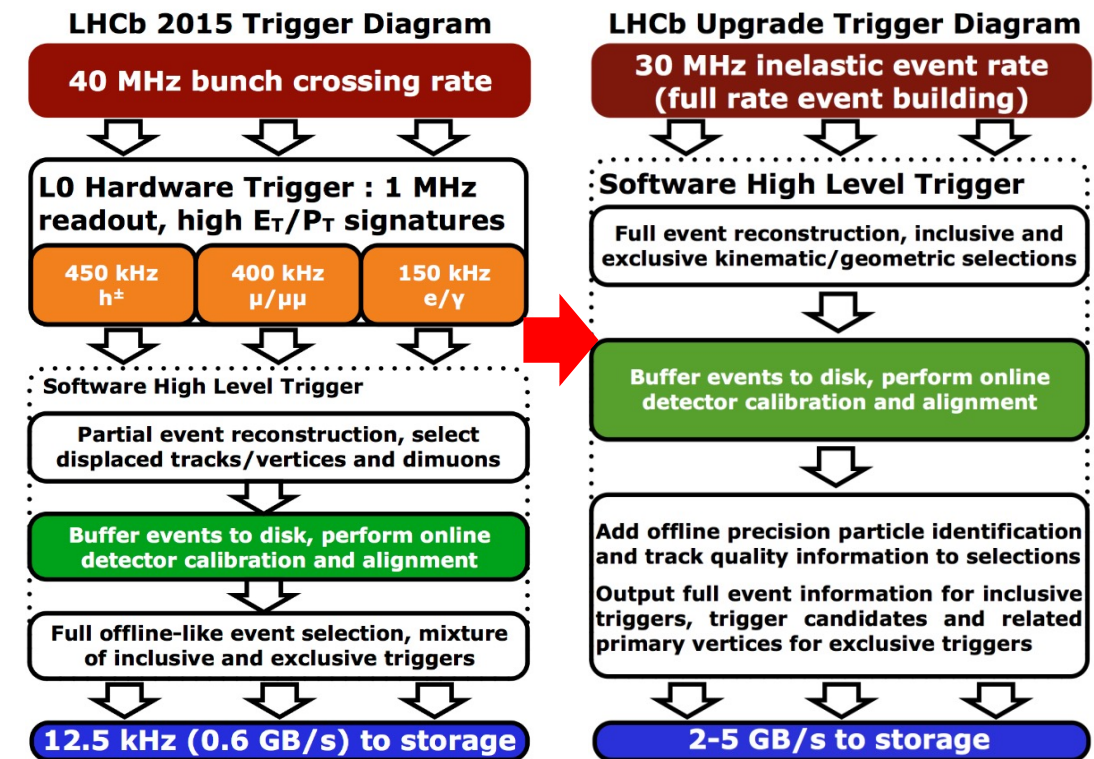 LHCb 2015 Trigger Diagram
40 MHz bunch crossing rate
L0 Hardware Trigger : 1 MHz
readout, high ET/PT signatures
450 kHz
h±
400 kHz
μ/μμ
150 kHz
e/γ
Software High Level Trigger
Partial event reconstruction, select
displaced tracks/vertices and dimuons
Buffer events to disk, perform online
detector calibration and alignment
Full offline-like event selection, mixture
of inclusive and exclusive triggers
12.5 kHz (0.6 GB/s) to storage
LHCb Upgrade Trigger Diagram
30 MHz inelastic event rate
(full rate event building)
Software High Level Trigger
Full event reconstruction, inclusive and
exclusive kinematic/geometric selections
Buffer events to disk, perform online
detector calibration and alignment
Add offline precision particle identification
and track quality information to selections
Output full event information for inclusive
triggers, trigger candidates and related
primary vertices for exclusive triggers
2-5 GB/s to storage